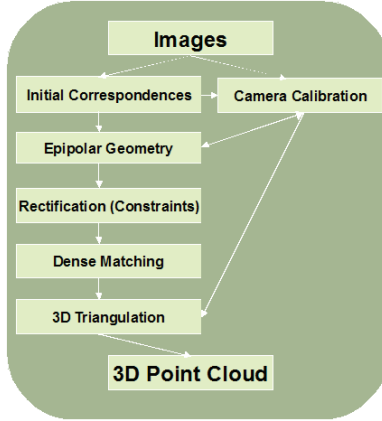 Images
Initial Correspondences
Camera Calibration
Epipolar Geometry
Rectification (Constraints)
Dense Matching
3D Triangulation
3D Point Cloud